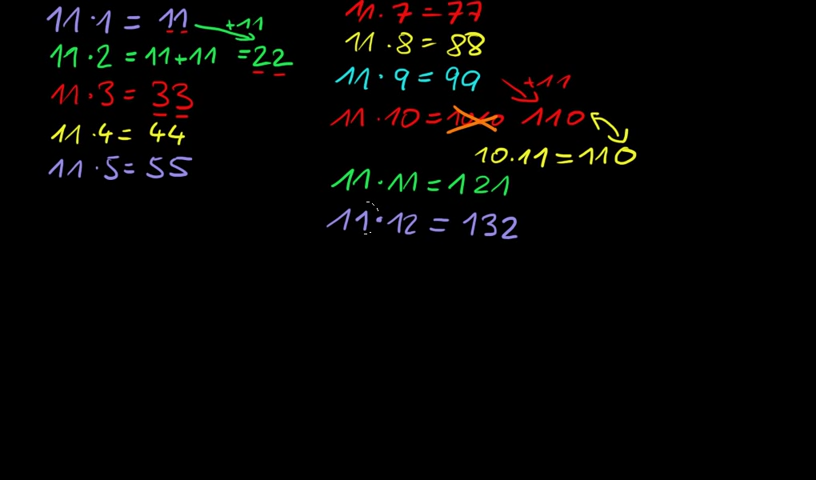 11·1 = 11 +11
11·2 = 11+11 =22
11·3 = 33
11·4 = 44
11·5 = 55
11·7 = 77
11·8 = 88
11·9 = 99 +11
11·10 = 1010 110
10·11 = 110
11·11 = 121
11·12 = 132